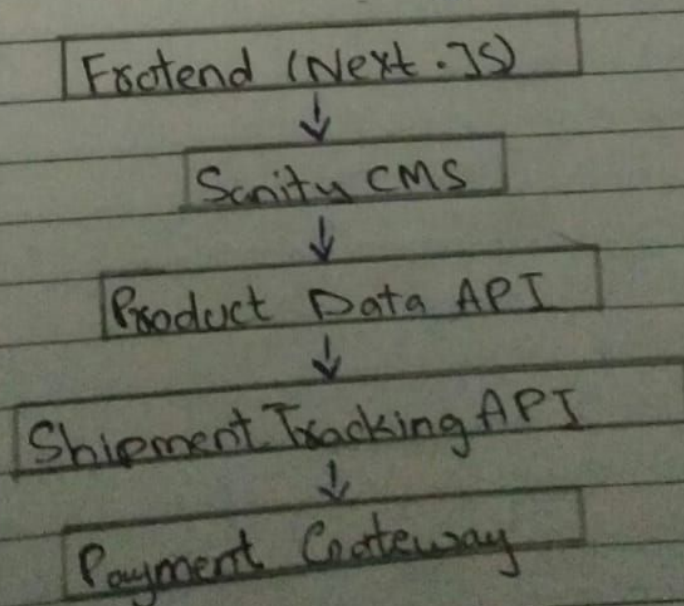 Frotend (Next.JS)
Sanity CMS
Product Data API
Shipment Tracking API
Payment Gateway